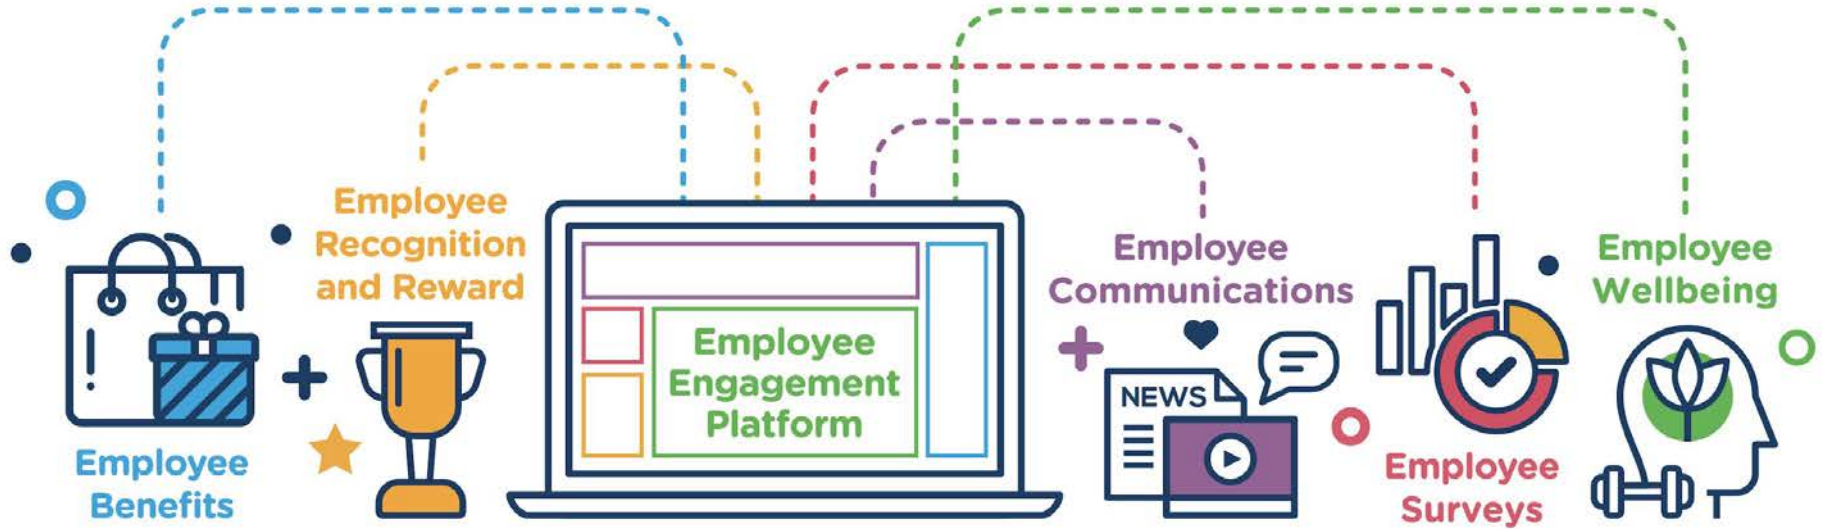 Employee
Benefits
Employee
Recognition
and Reward
Employee
Engagement
Platform
Employee
Communications
NEWS
Employee
Surveys
Employee
Wellbeing